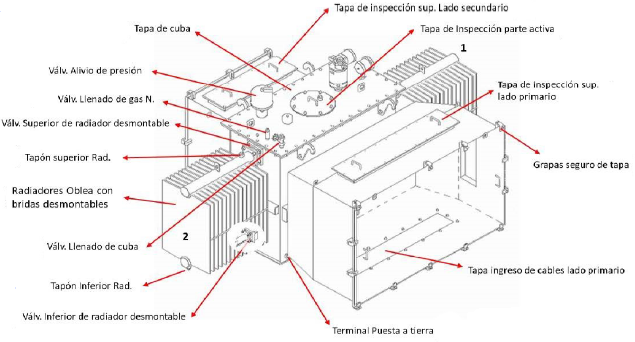 Tapa de inspección sup. Lado secundario
Tapa de cuba
Tapa de Inspección parte activa
1
Válv. Alivio de presión
Válv. Llenado de gas N.
Tapa de inspección sup.
lado primario
Válv. Superior de radiador desmontable
Tapón superior Rad.
Grapas seguro de tapa
Radiadores Oblea con
bridas desmontables
2
Válv. Llenado de cuba
Tapa ingreso de cables lado primario
Tapón Inferior Rad.
Válv. Inferior de radiador desmontable
Terminal Puesta a tierra